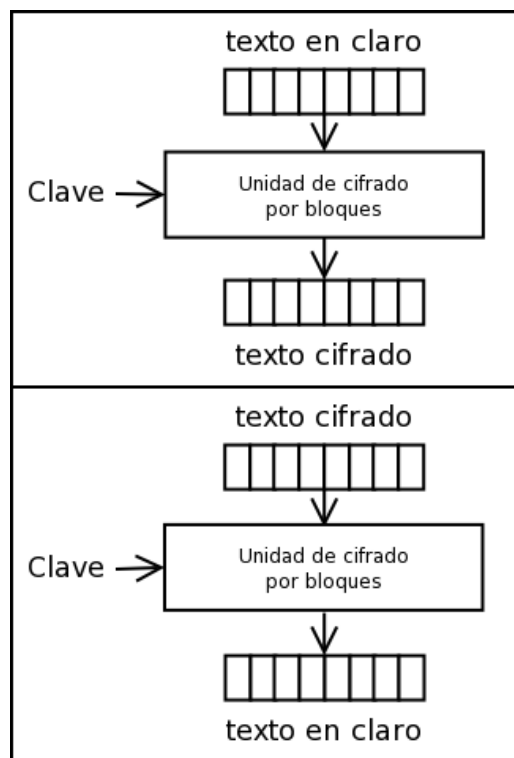 texto en claro
Clave
Unidad de cifrado
por bloques
texto cifrado
texto cifrado
Clave
Unidad de cifrado
por bloques
texto en claro